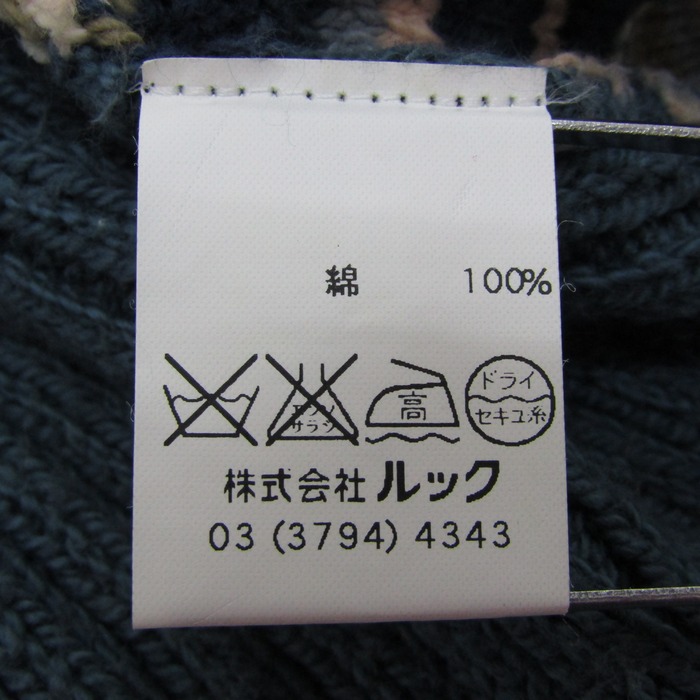 綿 100%
エンソ サラシ
高
ドライ
セキユ系
株式会社 ルック
03 (3794) 4343